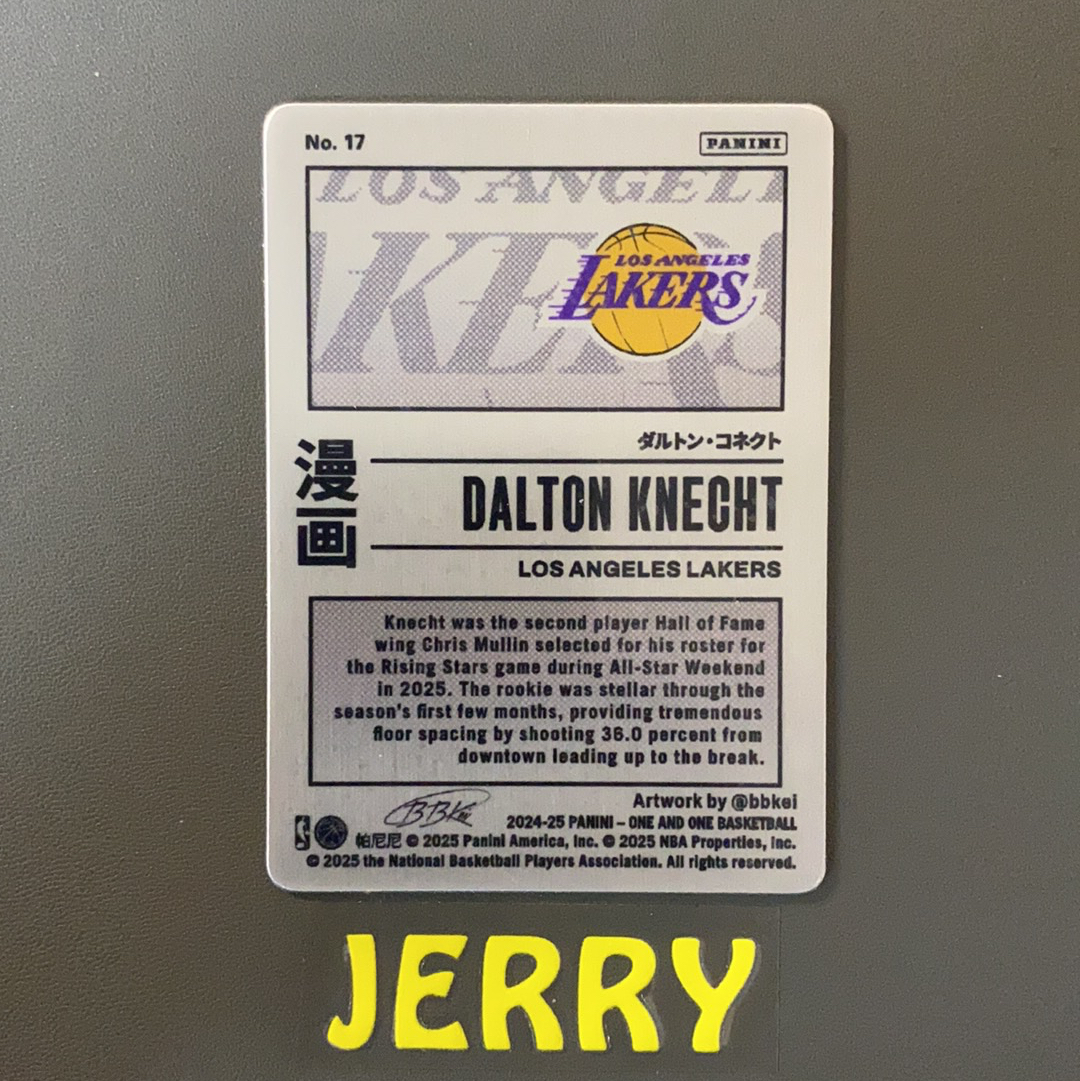 No. 17
PANINI
LOS ANGEL
KERS
LOS ANGELES
LAKERS
ダルトン・コネクト
漫画
DALTON KNECHT
LOS ANGELES LAKERS
Knecht was the second player Hall of Fame
wing Chris Mullin selected for his roster for
the Rising Stars game during All-Star Weekend
in 2025. The rookie was stellar through the
season's first few months, providing tremendous
floor spacing by shooting 36.0 percent from
downtown leading up to the break.
BBKei
Artwork by @bbkei
2024-25 PANINI – ONE AND ONE BASKETBALL
帕尼尼 © 2025 Panini America, Inc. © 2025 NBA Properties, Inc.
© 2025 the National Basketball Players Association. All rights reserved.
JERRY